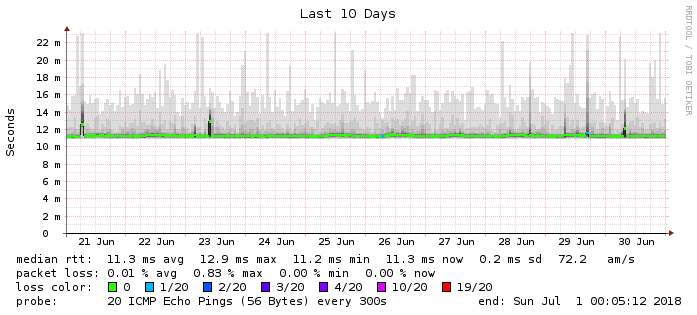 Last 10 Days
RRDTOOL / TOBI OETIKER
Seconds
22 m
20 m
18 m
16 m
14 m
12 m
10 m
8 m
6 m
4 m
2 m
0
21 Jun 22 Jun 23 Jun 24 Jun 25 Jun 26 Jun 27 Jun 28 Jun 29 Jun 30 Jun
median rtt: 11.3 ms avg 12.9 ms max 11.2 ms min 11.3 ms now 0.2 ms sd 72.2 am/s
packet loss: 0.01 % avg 0.83 % max 0.00 % min 0.00 % now
loss color: 0 1/20 2/20 3/20 4/20 10/20 19/20
probe: 20 ICMP Echo Pings (56 Bytes) every 300s end: Sun Jul 1 00:05:12 2018